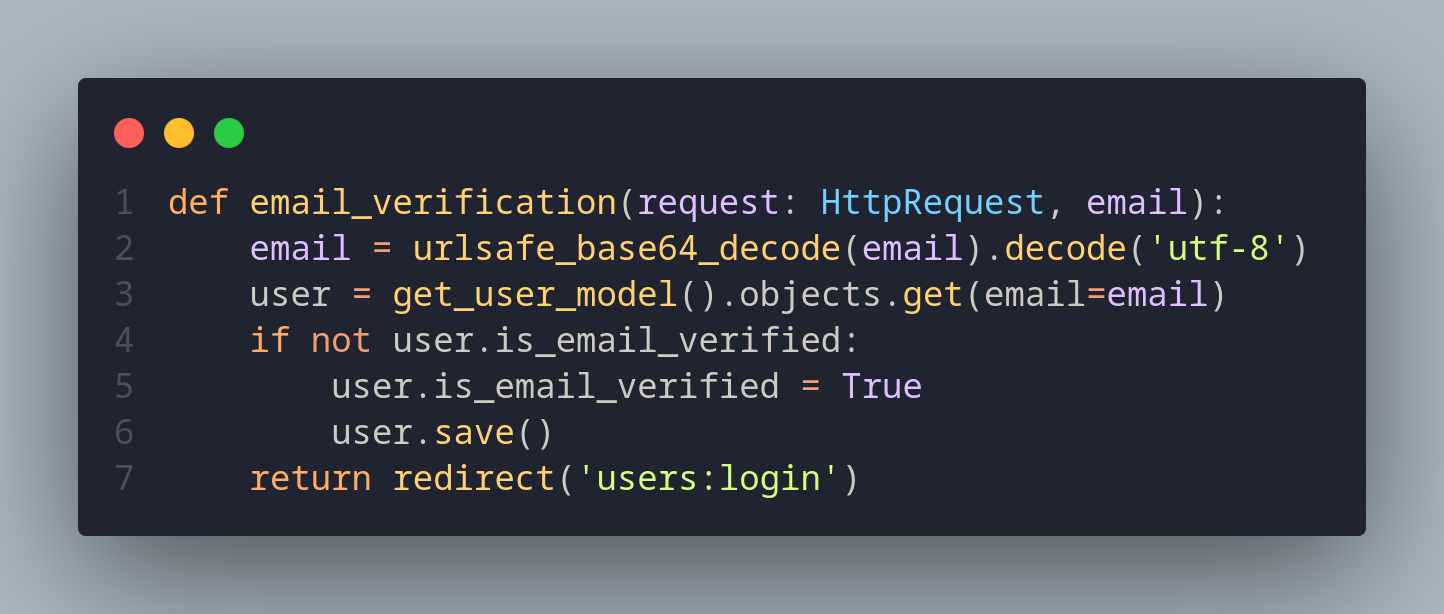 1 def email_verification(request: HttpRequest, email):
2     email = urlsafe_base64_decode(email).decode('utf-8')
3     user = get_user_model().objects.get(email=email)
4     if not user.is_email_verified:
5         user.is_email_verified = True
6         user.save()
7     return redirect('users:login')